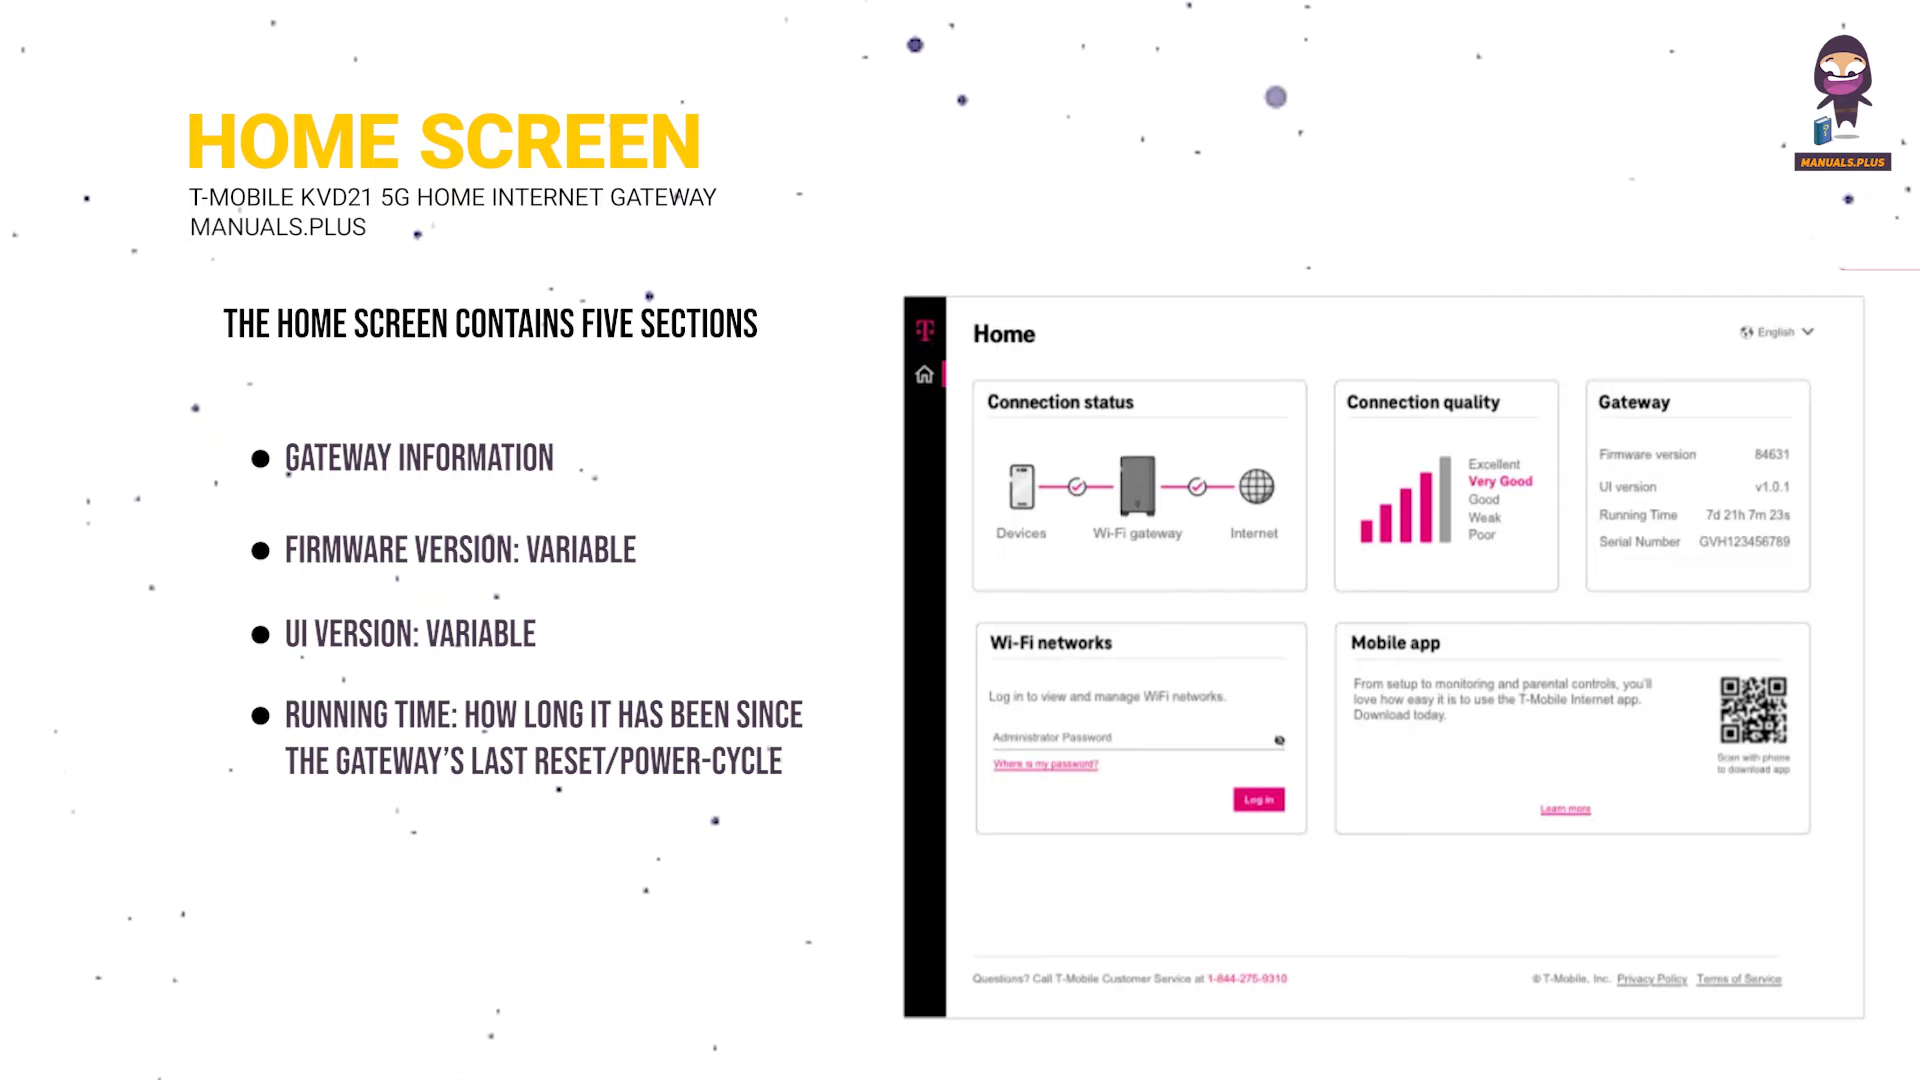 HOME SCREEN
T-MOBILE KVD21 5G HOME INTERNET GATEWAY
MANUALS.PLUS
MANUALS.PLUS
THE HOME SCREEN CONTAINS FIVE SECTIONS
● GATEWAY INFORMATION
● FIRMWARE VERSION: VARIABLE
● UI VERSION: VARIABLE
● RUNNING TIME: HOW LONG IT HAS BEEN SINCE
THE GATEWAY'S LAST RESET/POWER-CYCLE
T
Home
English
Connection status
Devices
Wi-Fi gateway
Internet
Connection quality
Excellent
Very Good
Good
Weak
Poor
Gateway
Firmware version 84631
UI version v1.0.1
Running Time 7d 21h 7m 23s
Serial Number GVH123456789
Wi-Fi networks
Log in to view and manage WiFi networks.
Administrator Password
Where is my password?
Log in
Mobile app
From setup to monitoring and parental controls, you'll
love how easy it is to use the T-Mobile Internet app.
Download today.
Scan with phone
to download app
Learn more
Questions? Call T-Mobile Customer Service at 1-844-275-9310
© T-Mobile, Inc. Privacy Policy Terms of Service